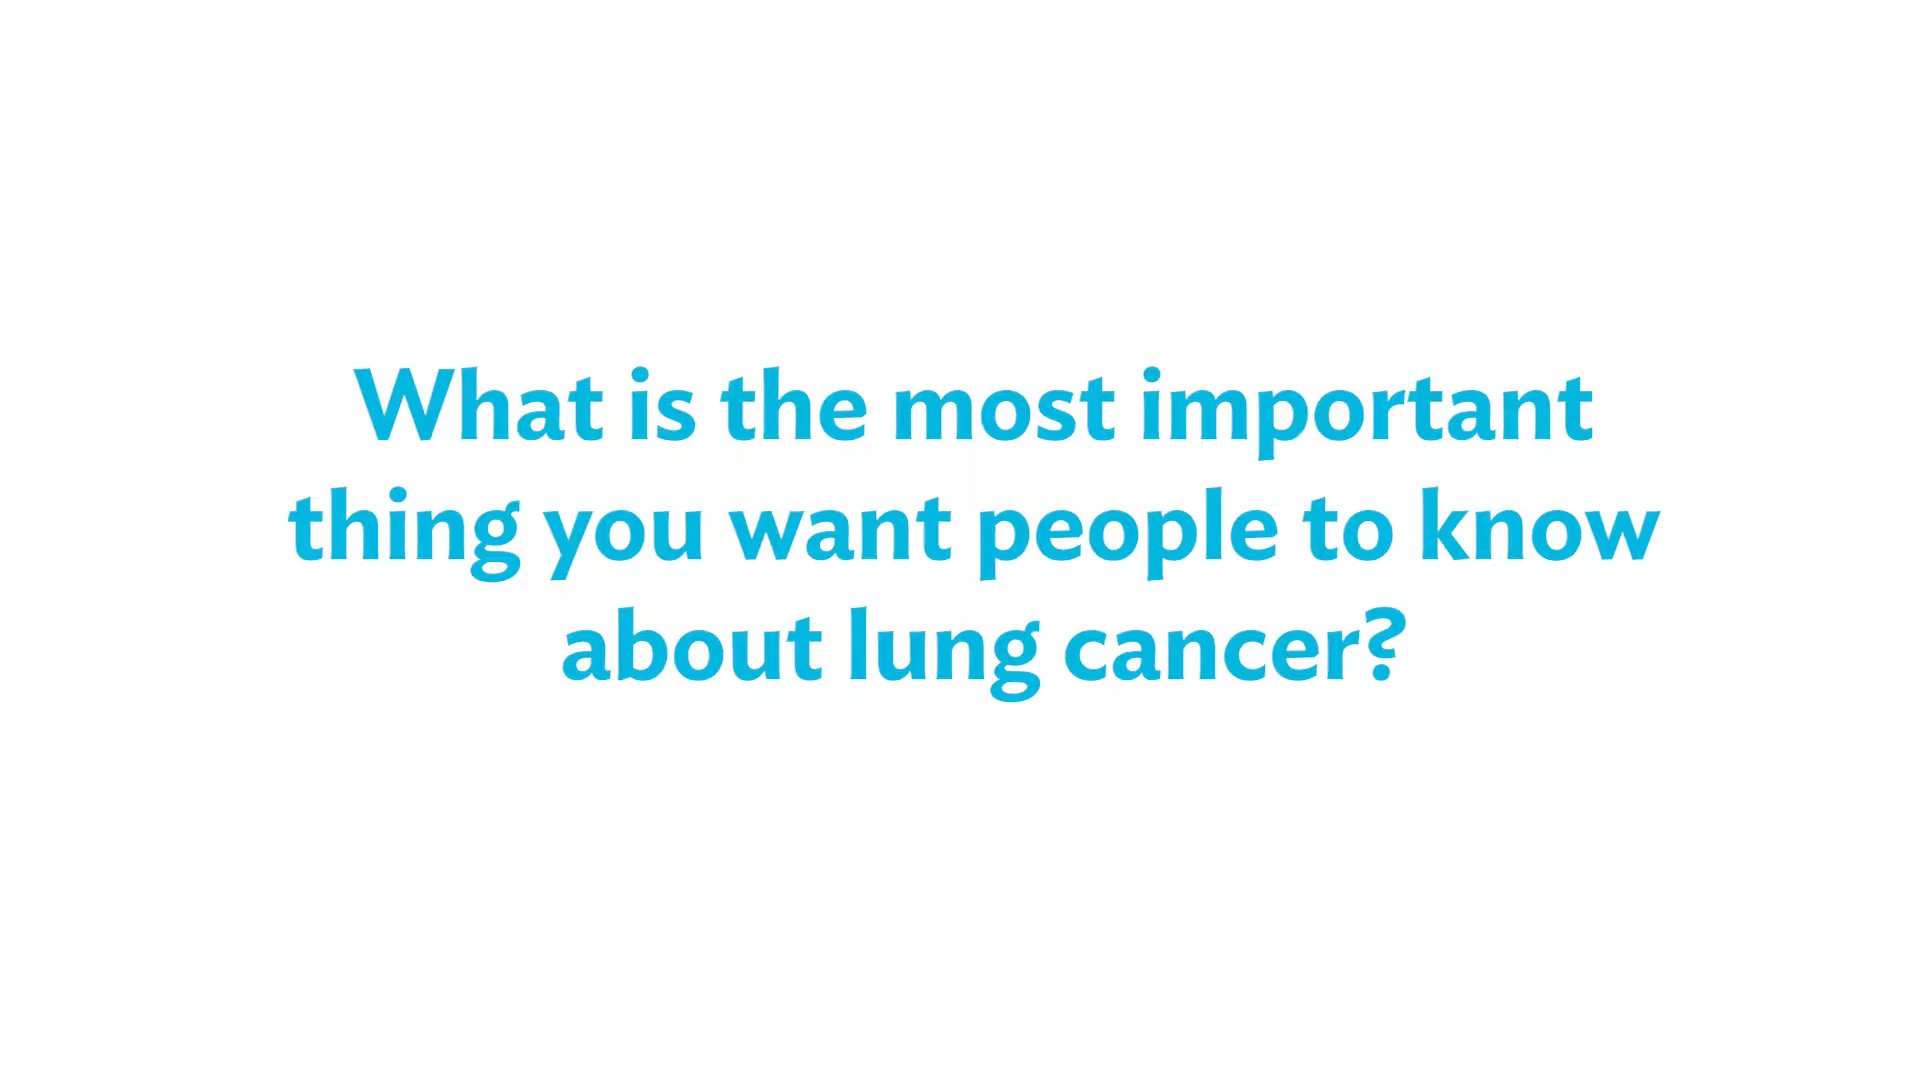 What is the most important
thing you want people to know
about lung cancer?